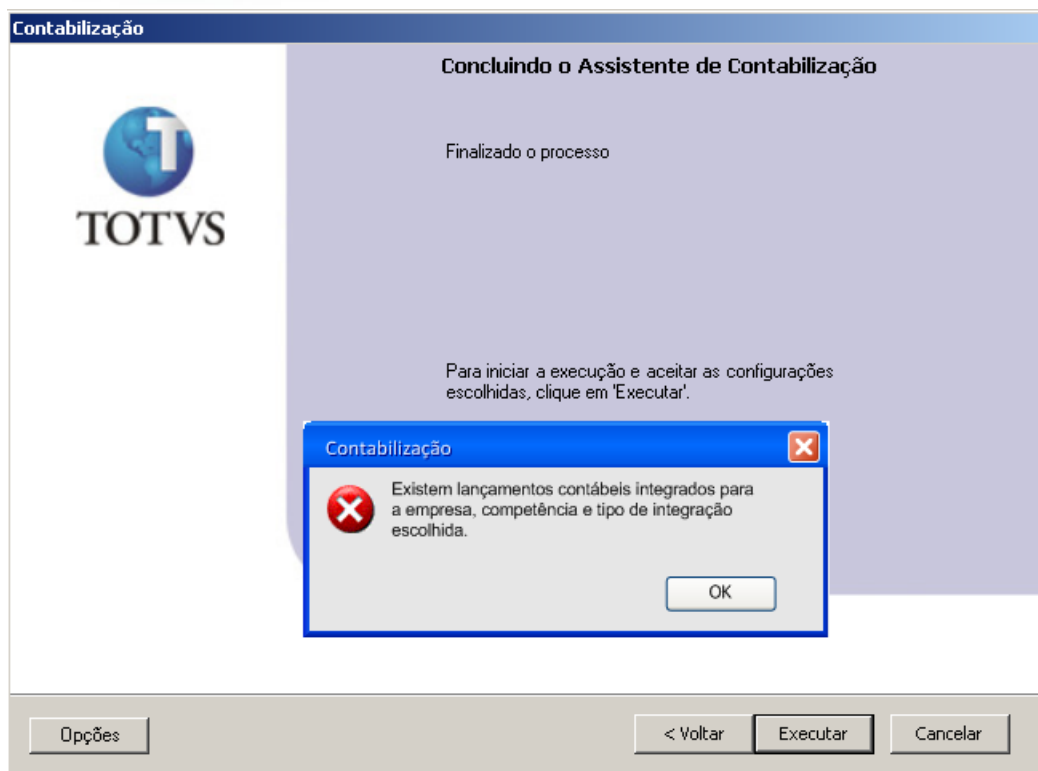 Contabilização
Concluindo o Assistente de Contabilização
TOTVS
Finalizado o processo
Para iniciar a execução e aceitar as configurações
escolhidas, clique em 'Executar'.
Contabilização
Existem lançamentos contábeis integrados para
a empresa, competência e tipo de integração
escolhida.
OK
Opções
< Voltar
Executar
Cancelar